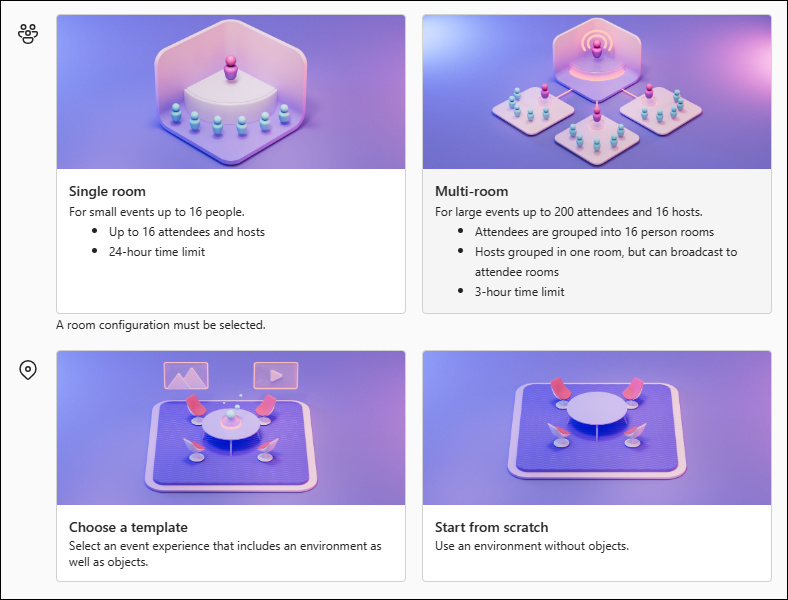 Single room
For small events up to 16 people.
Up to 16 attendees and hosts
24-hour time limit
Multi-room
For large events up to 200 attendees and 16 hosts.
Attendees are grouped into 16 person rooms
Hosts grouped in one room, but can broadcast to
attendee rooms
3-hour time limit
A room configuration must be selected.
Choose a template
Select an event experience that includes an environment as
well as objects.
Start from scratch
Use an environment without objects.